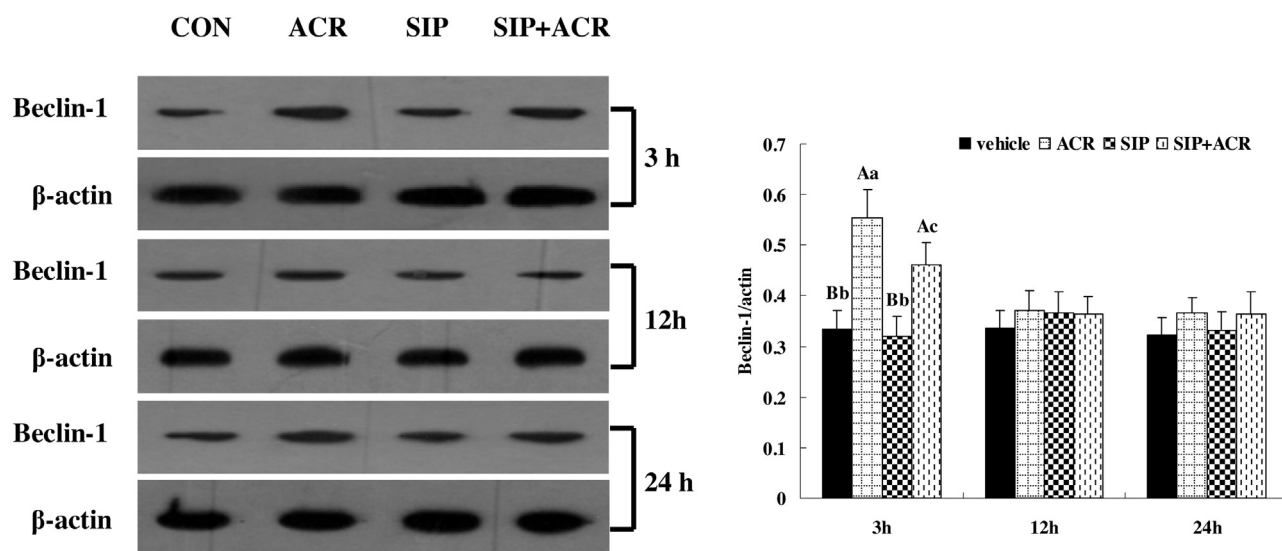 CON ACR SIP SIP+ACR
Beclin-1
3 h
β-actin
Beclin-1
12h
β-actin
Beclin-1
24 h
β-actin
vehicle ACR SIP SIP+ACR
Beclin-1/actin
0.7
0.6
0.5
0.4
0.3
0.2
0.1
0
Bb Aa Bb Ac
3h 12h 24h